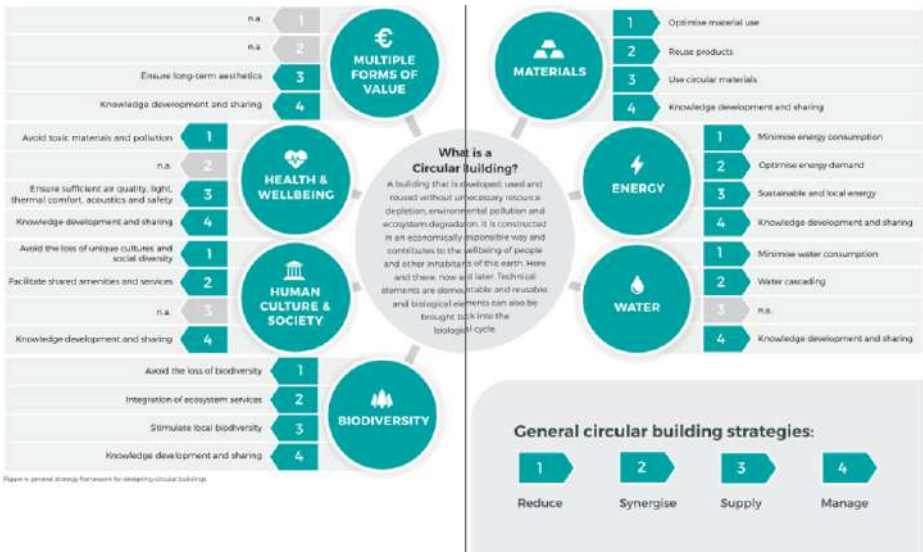 n.a.
1
n.a.
2
Ensure long-term aesthetics
3
Knowledge development and sharing
4
€
MULTIPLE
FORMS OF
VALUE
Avoid toxic materials and pollution
1
n.a.
2
Ensure sufficient air quality, light,
thermal comfort, acoustics and safety
3
Knowledge development and sharing
4
HEALTH &
WELLBEING
Avoid the loss of unique cultures and
social diversity
1
Facilitate shared amenities and services
2
n.a.
3
Knowledge development and sharing
4
HUMAN
CULTURE &
SOCIETY
Avoid the loss of biodiversity
1
Integration of ecosystem services
2
Stimulate local biodiversity
3
Knowledge development and sharing
4
BIODIVERSITY
Figure 4: general strategy framework for designing circular buildings
What is a
Circular Building?
A building that is developed, used and
reused without unnecessary resource
depletion, environmental pollution and
ecosystem degradation. It is constructed
in an economically responsible way and
contributes to the wellbeing of people
and other inhabitants of this earth. Here
and there, now and later. Technical
elements are demountable and reusable,
and biological elements can also be
brought back into the
biological cycle.
MATERIALS
1
Optimise material use
2
Reuse products
3
Use circular materials
4
Knowledge development and sharing
ENERGY
1
Minimise energy consumption
2
Optimise energy demand
3
Sustainable and local energy
4
Knowledge development and sharing
WATER
1
Minimise water consumption
2
Water cascading
3
n.a.
4
Knowledge development and sharing
General circular building strategies:
1
2
3
4
Reduce
Synergise
Supply
Manage